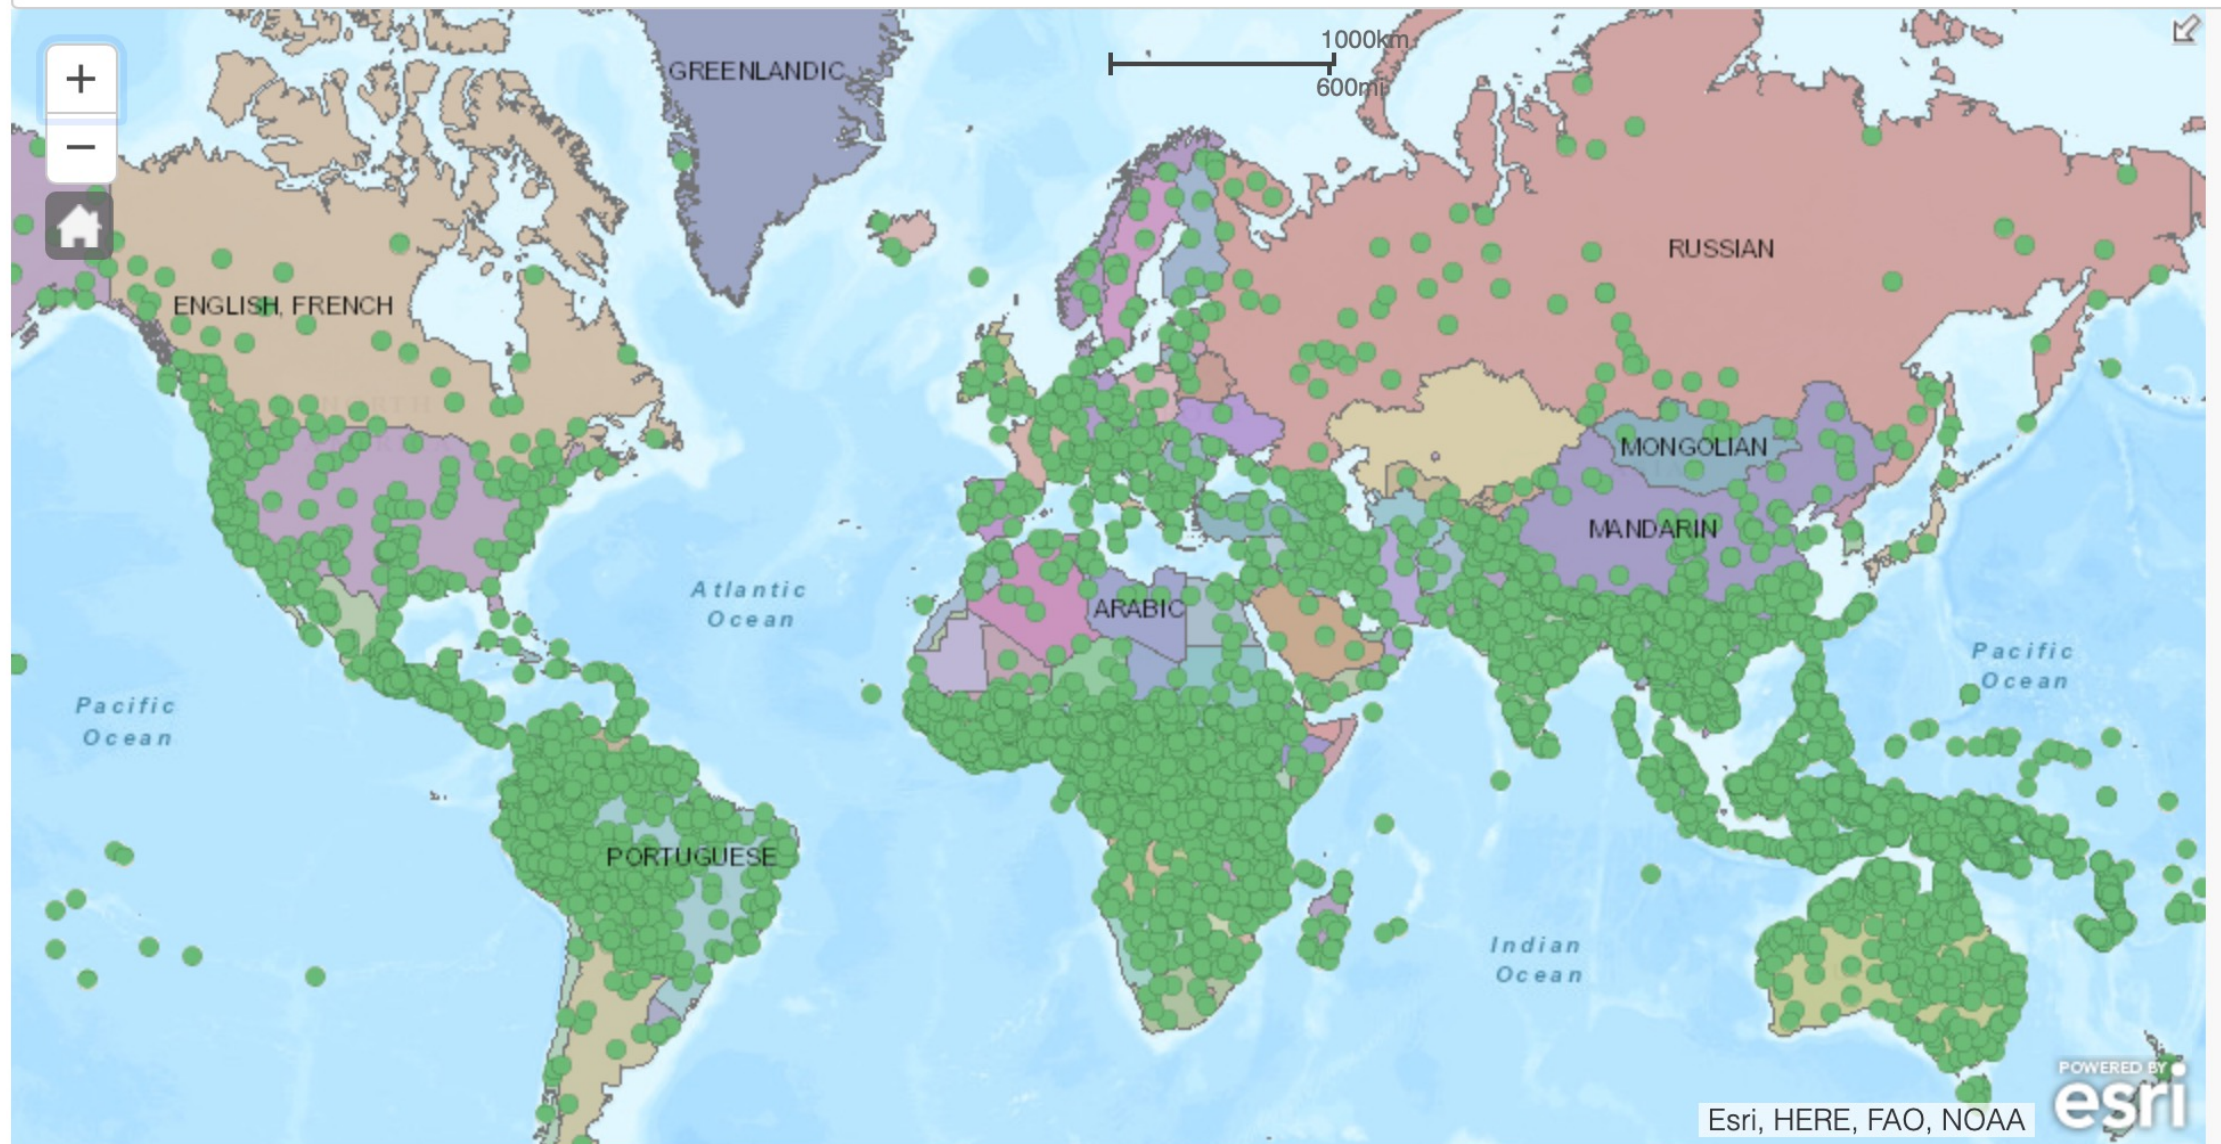 1000km
600mi
GREENLANDIC
RUSSIAN
ENGLISH, FRENCH
NORTH
MONGOLIAN
MANDARIN
Atlantic
Ocean
ARABIC
Pacific
Ocean
Pacific
Ocean
PORTUGUESE
Indian
Ocean
POWERED BY
esri
Esri, HERE, FAO, NOAA